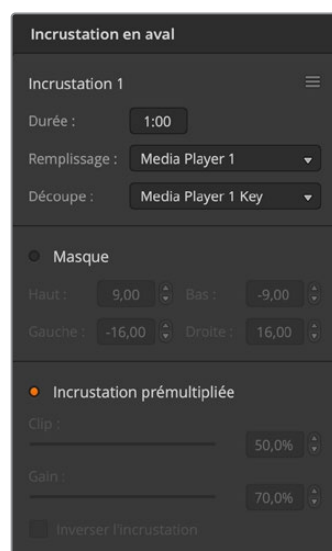 Incrustation en aval
Incrustation 1
Durée : 1:00
Remplissage : Media Player 1
Découpe : Media Player 1 Key
Masque
Haut : 9,00 Bas : -9,00
Gauche : -16,00 Droite : 16,00
Incrustation prémultipliée
Clip :
50,0%
Gain :
70,0%
Inverser l'incrustation